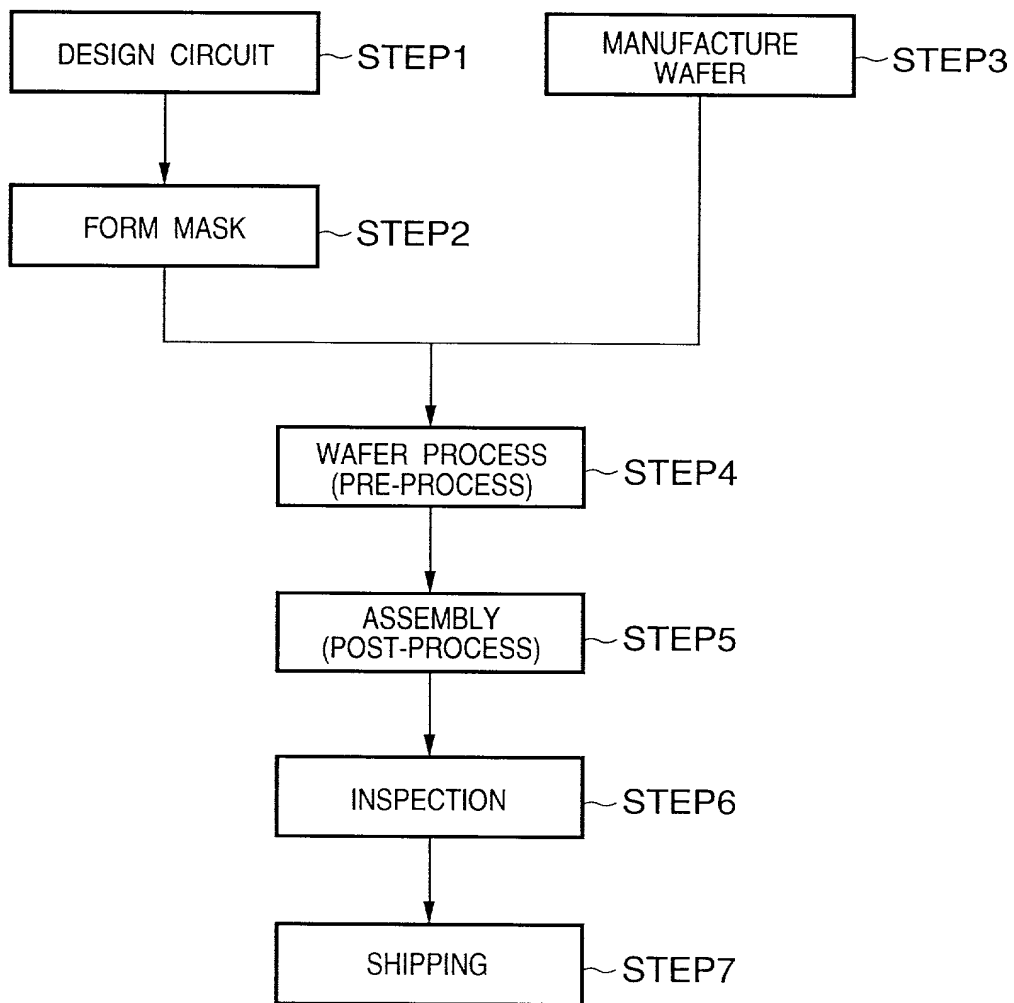 DESIGN CIRCUIT
STEP1
MANUFACTURE
WAFER
STEP3
FORM MASK
STEP2
WAFER PROCESS
(PRE-PROCESS)
STEP4
ASSEMBLY
(POST-PROCESS)
STEP5
INSPECTION
STEP6
SHIPPING
STEP7